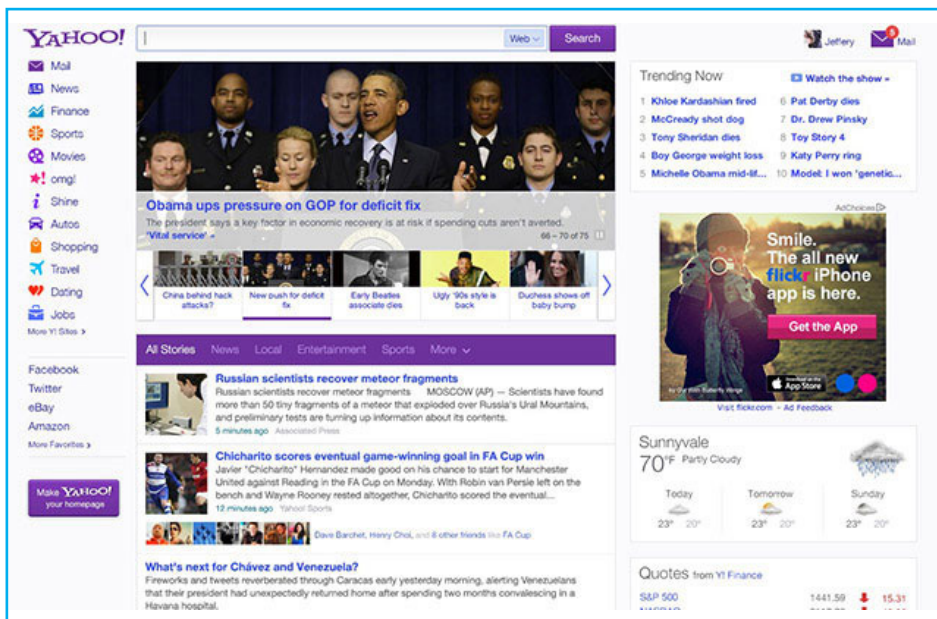 YAHOO!
Web
Search
Jeffery
5
Mail
Mail
News
Finance
Sports
Movies
omg!
Shine
Autos
Shopping
Travel
Dating
Jobs
More Y! Sites >
Facebook
Twitter
eBay
Amazon
More Favorites >
Make YAHOO!
your homepage
Obama ups pressure on GOP for deficit fix
The president says a key factor in economic recovery is at risk if spending cuts aren't averted.
'Vital service' »
66 – 70 of 75
China behind hack
attacks?
New push for deficit
fix
Early Beatles
associate dies
Ugly '90s style is
back
Duchess shows off
baby bump
All Stories News Local Entertainment Sports More
Russian scientists recover meteor fragments
Russian scientists recover meteor fragments MOSCOW (AP) — Scientists have found
more than 50 tiny fragments of a meteor that exploded over Russia's Ural Mountains,
and preliminary tests are turning up information about its contents.
5 minutes ago Associated Press
Chicharito scores eventual game-winning goal in FA Cup win
Javier "Chicharito" Hernandez made good on his chance to start for Manchester
United against Reading in the FA Cup on Monday. With Robin van Persie left on the
bench and Wayne Rooney rested altogether, Chicharito scored the eventual...
12 minutes ago Yahoo! Sports
Dave Barchet, Henry Choi, and 8 other friends like FA Cup
What's next for Chávez and Venezuela?
Fireworks and tweets reverberated through Caracas early yesterday morning, alerting Venezuelans
that their president had unexpectedly returned home after spending two months convalescing in a
Havana hospital.
Trending Now
Watch the show »
1 Khloe Kardashian fired
2 McCready shot dog
3 Tony Sheridan dies
4 Boy George weight loss
5 Michelle Obama mid-lif...
6 Pat Derby dies
7 Dr. Drew Pinsky
8 Toy Story 4
9 Katy Perry ring
10 Model: I won 'genetic...
AdChoices
Smile.
The all new
flickr iPhone
app is here.
Get the App
by Girl With Butterfly Wings
Download on the
App Store
Visit flickr.com - Ad Feedback
Sunnyvale
70°F Partly Cloudy
Today
23° 20°
Tomorrow
23° 20°
Sunday
23° 20°
Quotes from Y! Finance
S&P 500 1441.59 15.31
NASDAQ